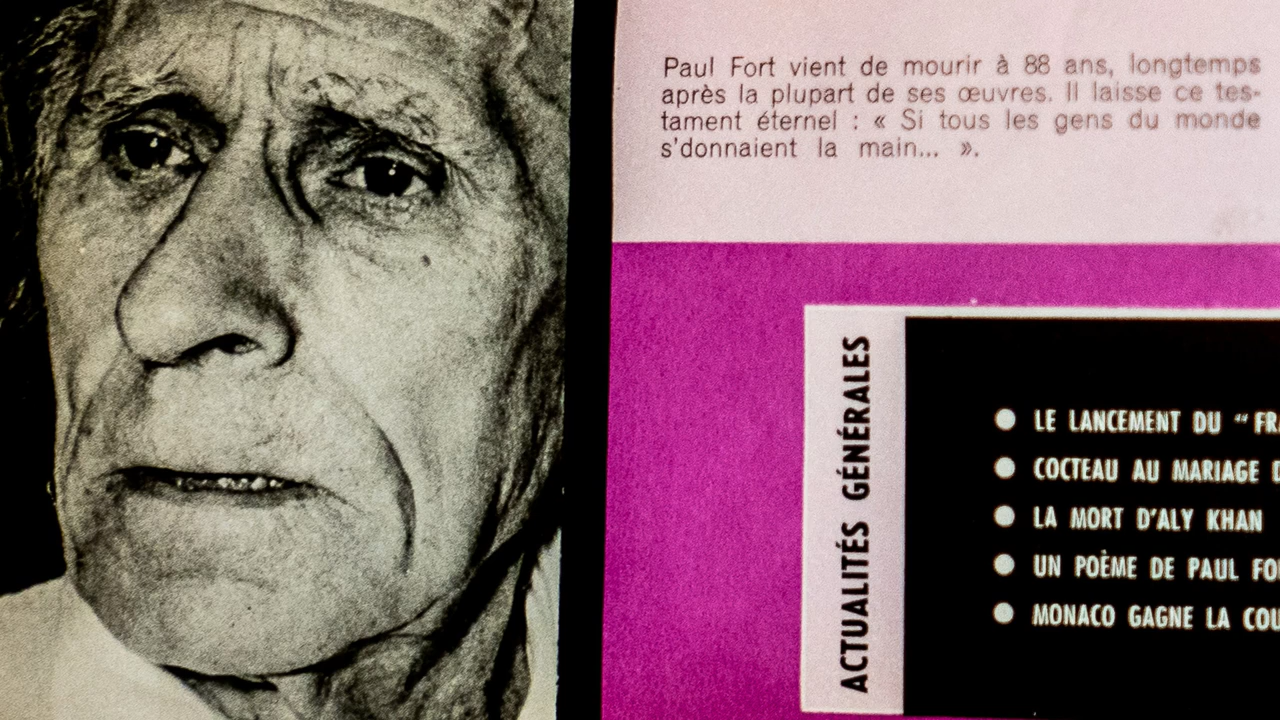 Paul Fort vient de mourir à 88 ans, longtemps
après la plupart de ses œuvres. Il laisse ce tes-
tament éternel : « Si tous les gens du monde
s'donnaient la main... ».
ACTUALITÉS GÉNÉRALES
● LE LANCEMENT DU “
● COCTEAU AU MARIAGE
● LA MORT D'ALY KHAN
● UN POÈME DE PAUL
● MONACO GAGNE LA